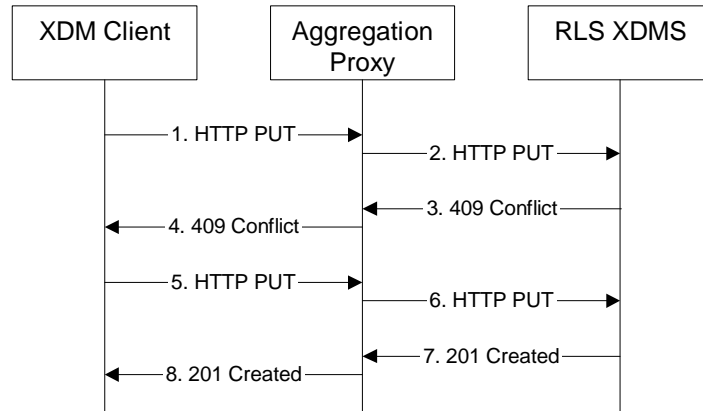 XDM Client
Aggregation
Proxy
RLS XDMS
1. HTTP PUT
2. HTTP PUT
3. 409 Conflict
4. 409 Conflict
5. HTTP PUT
6. HTTP PUT
7. 201 Created
8. 201 Created